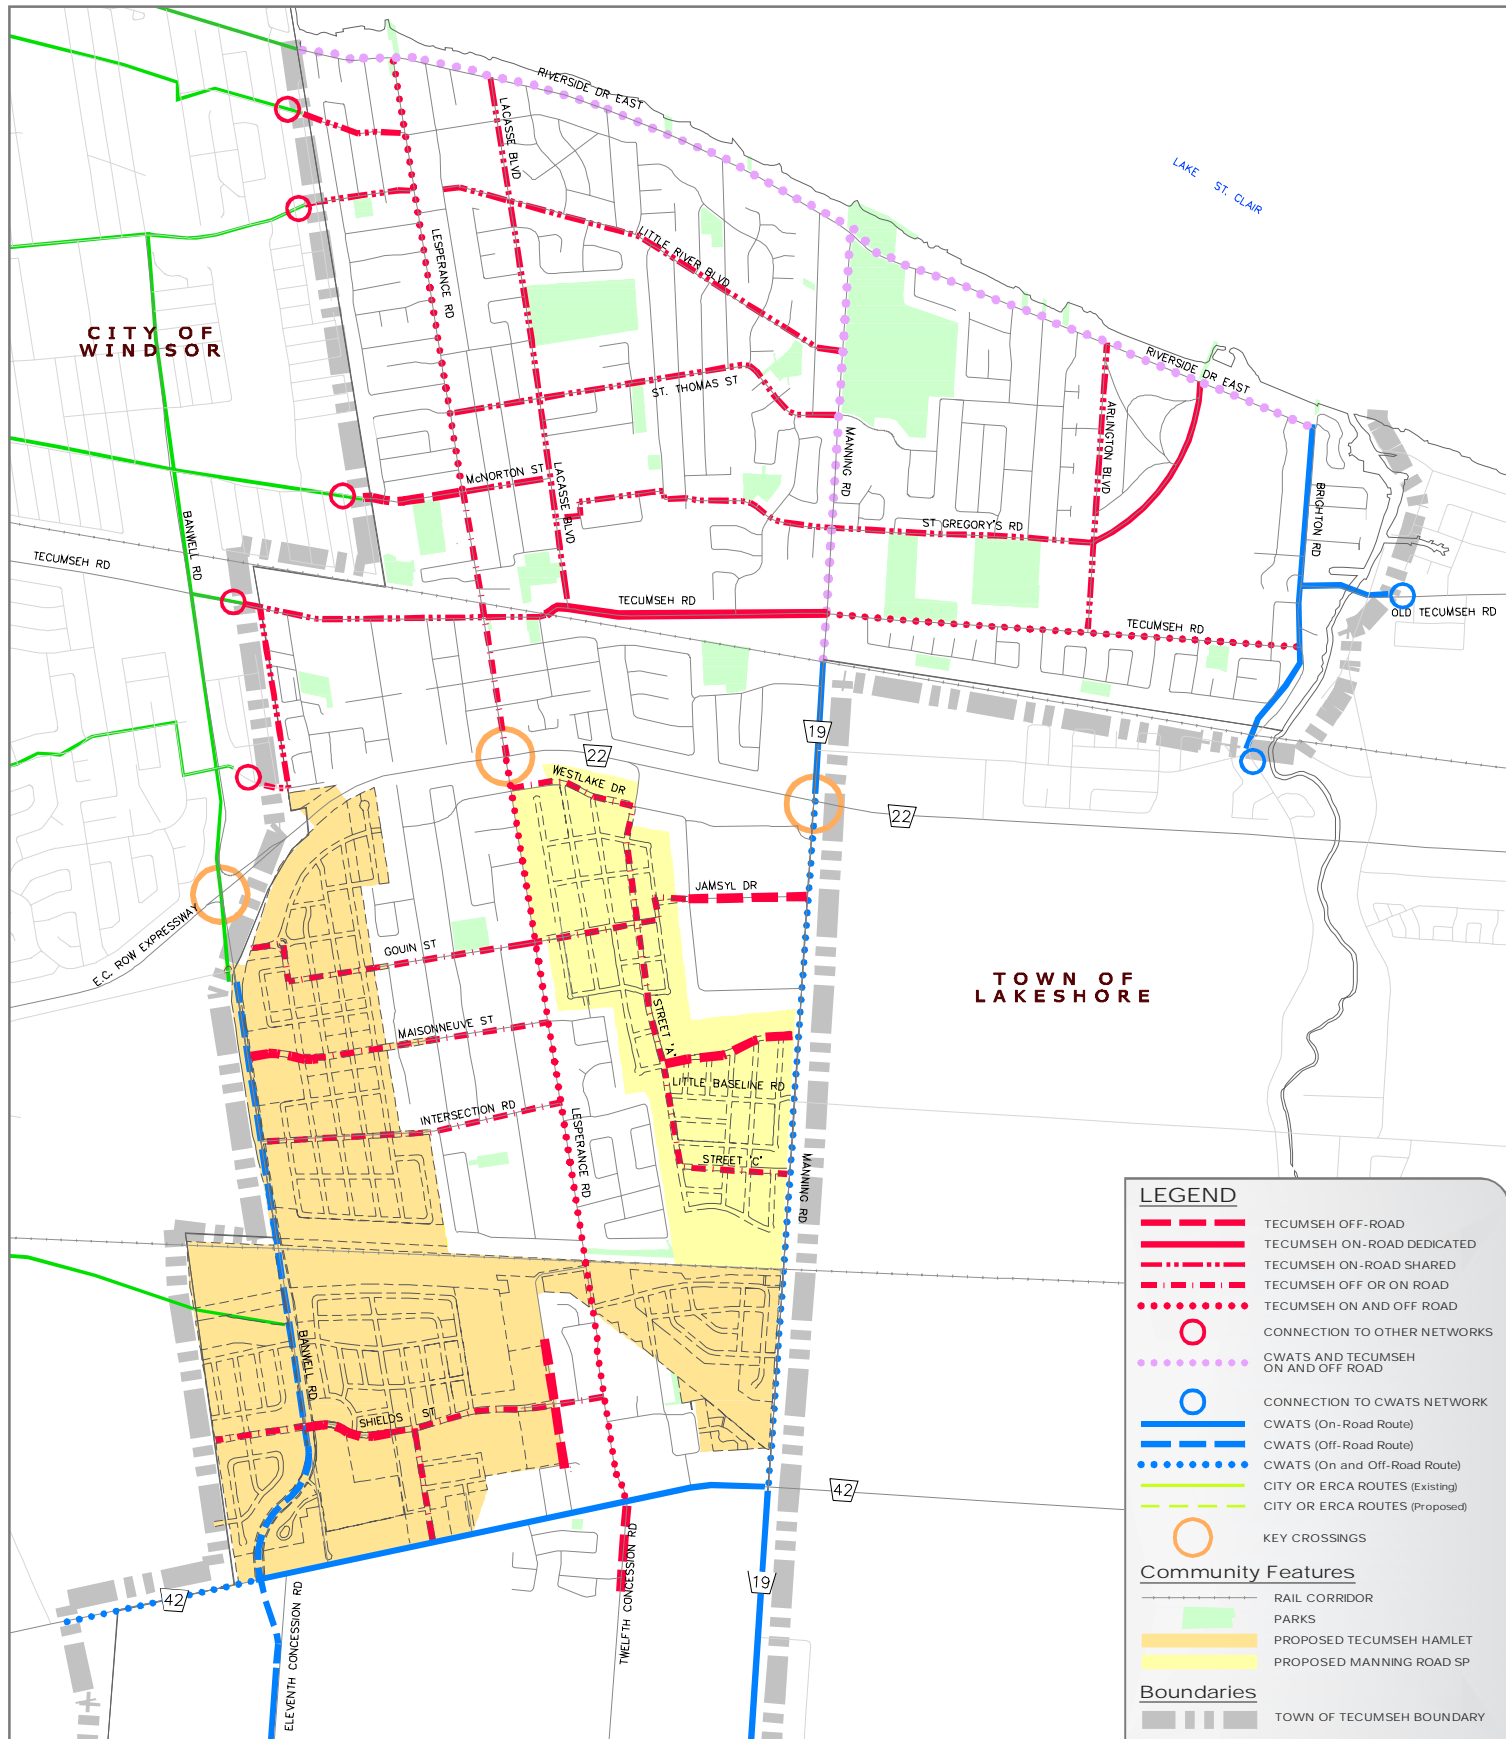 RIVERSIDE DR EAST
LACASSE BLVD
LAKE ST. CLAIR
LESPERANCE RD
LITTLE RIVER BLVD
CITY OF
WINDSOR
RIVERSIDE DR EAST
ST. THOMAS ST
ARLINGTON BLVD
MANNING RD
McNORTON ST
LACASSE BLVD
BRIGHTON RD
BANWELL RD
ST GREGORY'S RD
TECUMSEH RD
TECUMSEH RD
OLD TECUMSEH RD
TECUMSEH RD
19
22
WESTLAKE DR
22
JAMSYL DR
E.C. ROW EXPRESSWAY
GOUIN ST
TOWN OF
LAKESHORE
STREET 'A'
MAISONNEUVE ST
LITTLE BASELINE RD
INTERSECTION RD
LESPERANCE RD
STREET 'C'
MANNING RD
BANWELL RD
SHIELDS ST
42
42
19
TWELFTH CONCESSION RD
ELEVENTH CONCESSION RD
LEGEND
TECUMSEH OFF-ROAD
TECUMSEH ON-ROAD DEDICATED
TECUMSEH ON-ROAD SHARED
TECUMSEH OFF OR ON ROAD
TECUMSEH ON AND OFF ROAD
CONNECTION TO OTHER NETWORKS
CWATS AND TECUMSEH
ON AND OFF ROAD
CONNECTION TO CWATS NETWORK
CWATS (On-Road Route)
CWATS (Off-Road Route)
CWATS (On and Off-Road Route)
CITY OR ERCA ROUTES (Existing)
CITY OR ERCA ROUTES (Proposed)
KEY CROSSINGS
Community Features
RAIL CORRIDOR
PARKS
PROPOSED TECUMSEH HAMLET
PROPOSED MANNING ROAD SP
Boundaries
TOWN OF TECUMSEH BOUNDARY